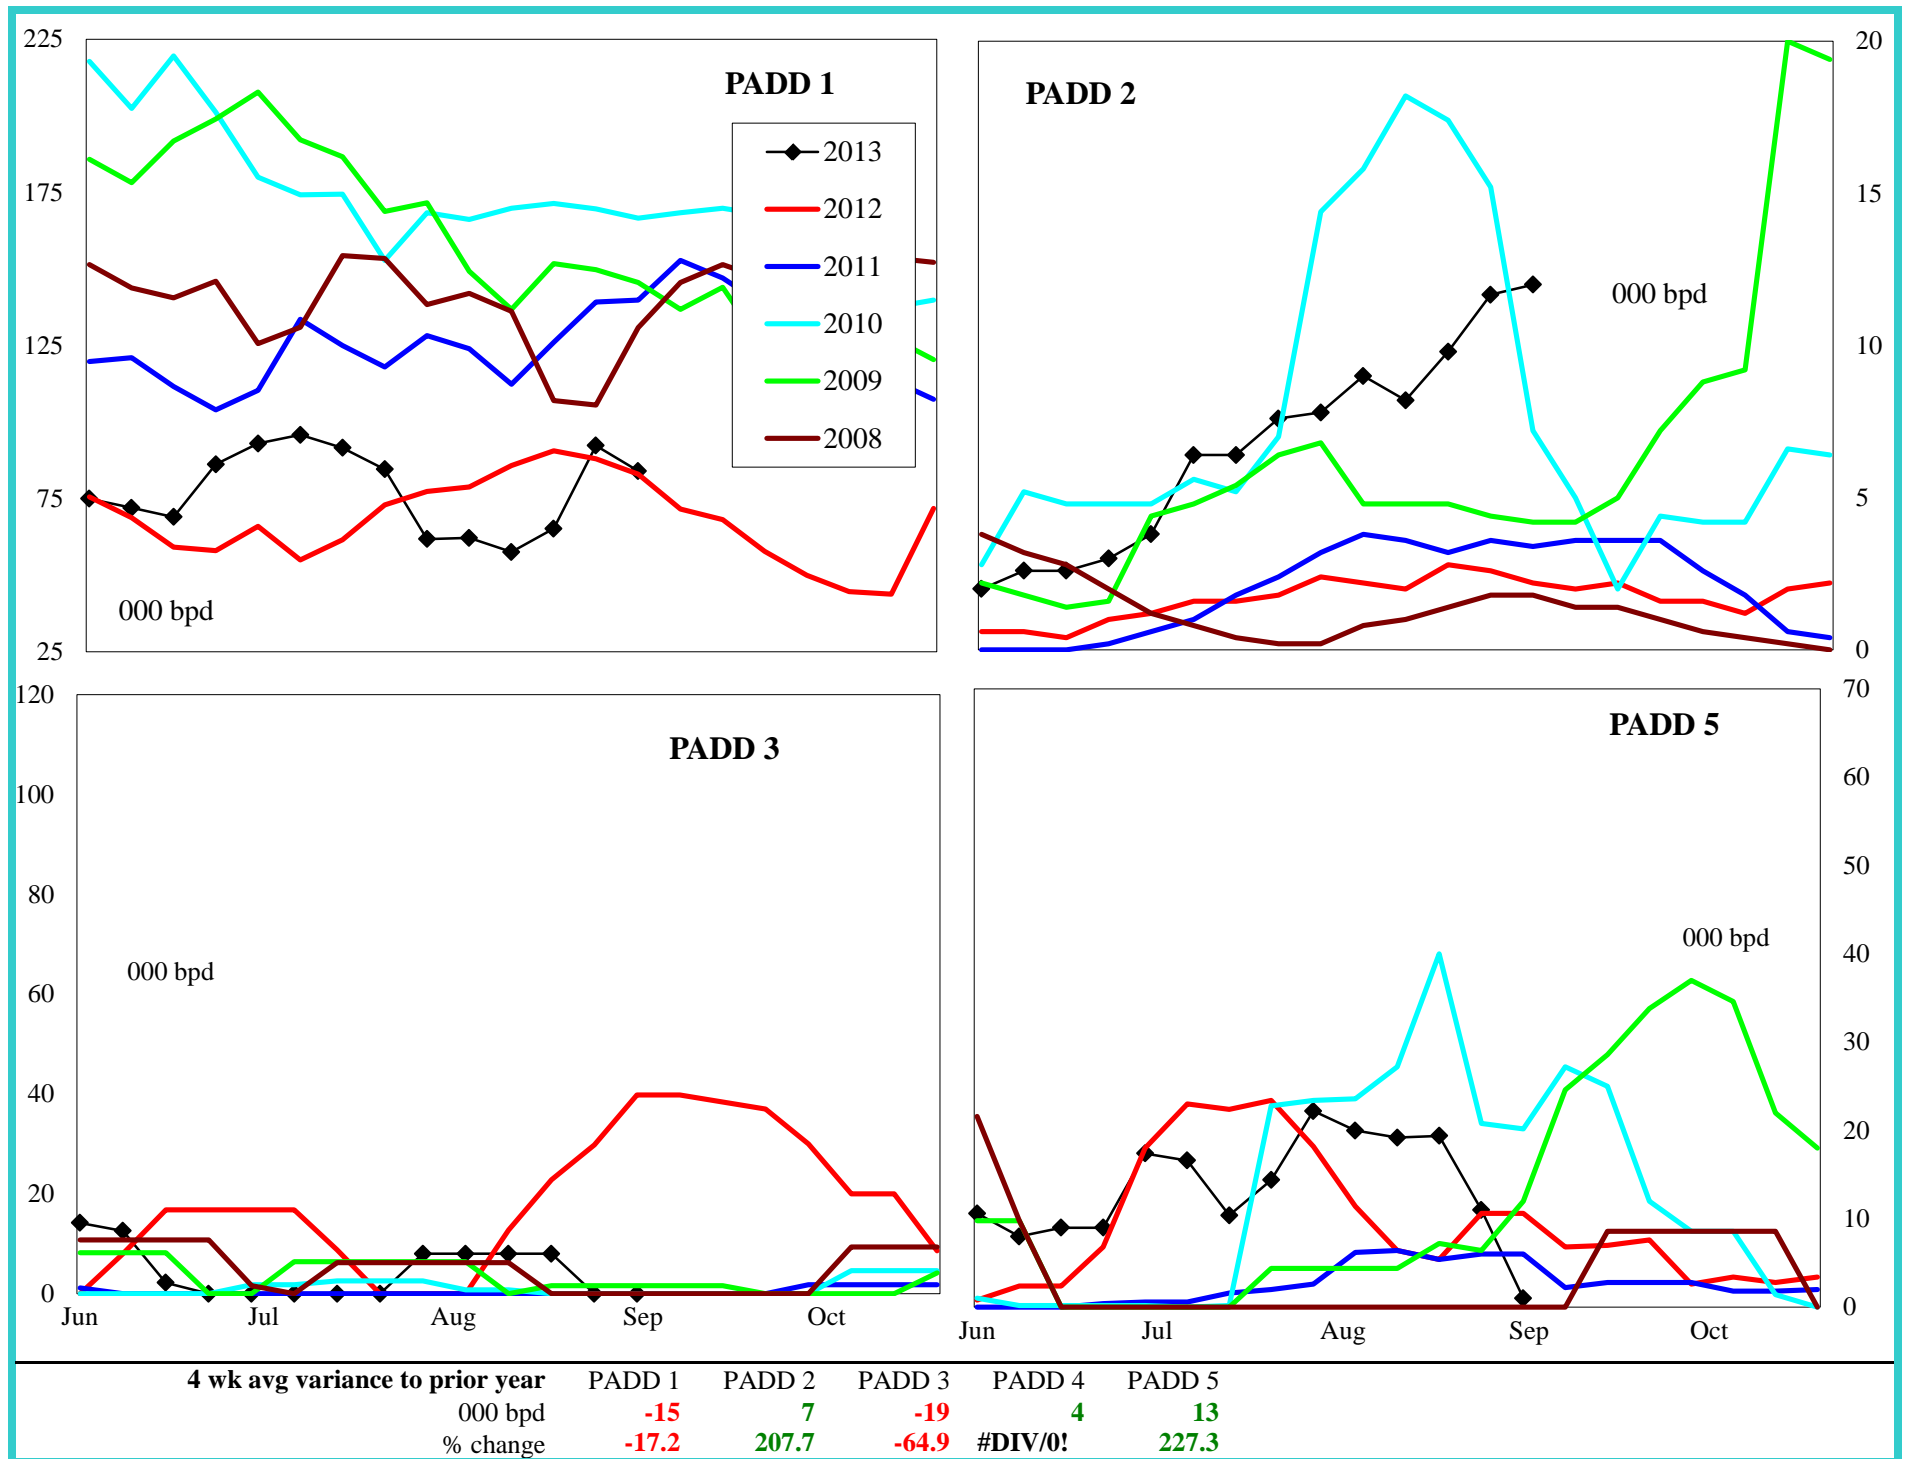 PADD 1
225
175
125
75
25
000 bpd
2013
2012
2011
2010
2009
2008
PADD 2
20
15
10
5
0
000 bpd
PADD 3
120
100
80
60
40
20
0
000 bpd
Jun Jul Aug Sep Oct
PADD 5
70
60
50
40
30
20
10
0
000 bpd
Jun Jul Aug Sep Oct
4 wk avg variance to prior year PADD 1 PADD 2 PADD 3 PADD 4 PADD 5
000 bpd -15 7 -19 4 13
% change -17.2 207.7 -64.9 #DIV/0! 227.3